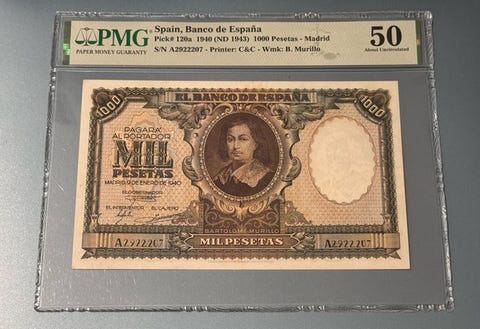 PMG
PAPER MONEY GUARANTY
Spain, Banco de España
Pick# 120a 1940 (ND 1943) 1000 Pesetas - Madrid
S/N A2922207 - Printer: C&C - Wmk: B. Murillo
50
About Uncirculated
1000
EL BANCO DE ESPAÑA
1000
PAGARÁ
AL PORTADOR
MIL
PESETAS
MADRID 9 DE ENERO DE 1940
EL GOBERNADOR
EL INTERVENTOR EL CAJERO
BARTOLOMÉ MURILLO
A2922207
MIL PESETAS
A2922207